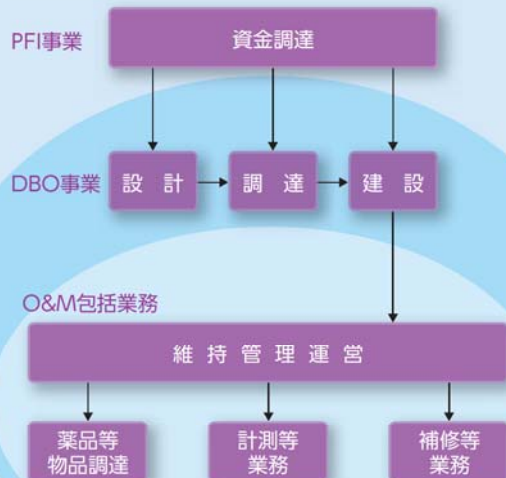 PFI事業
資金調達
DBO事業
設計
調達
建設
O&M包括業務
維持管理運営
薬品等
物品調達
計測等
業務
補修等
業務